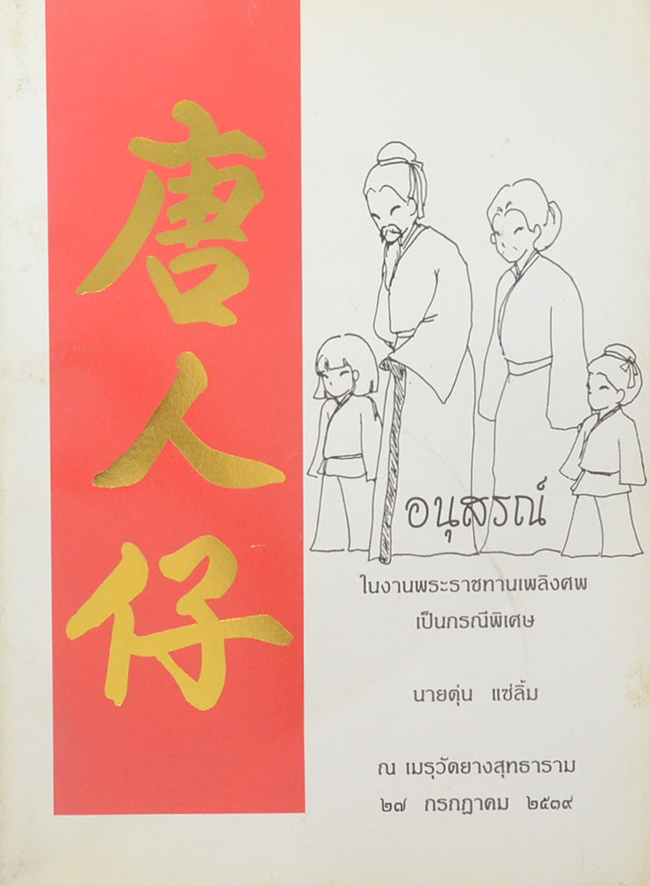 唐人仔
อนุสรณ์
ในงานพระราชทานเพลิงศพ
เป็นกรณีพิเศษ
นายตุ่น แซ่ลิ้ม
ณ เมรุวัดยางสุทธาราม
๒๗ กรกฎาคม ๒๕๓๙